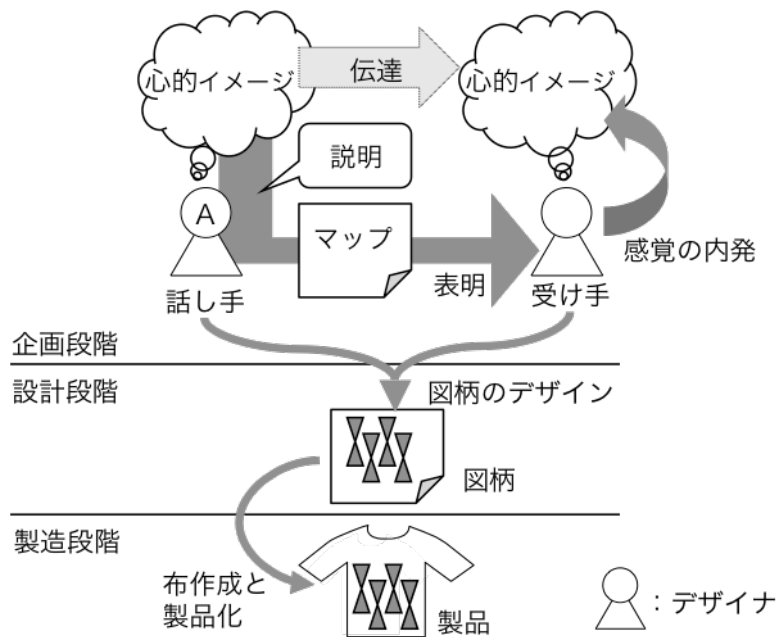 心的イメージ
伝達
心的イメージ
説明
A
マップ
感覚の内発
表明
話し手
受け手
企画段階
設計段階
図柄のデザイン
図柄
製造段階
布作成と
製品化
製品
：デザイナ